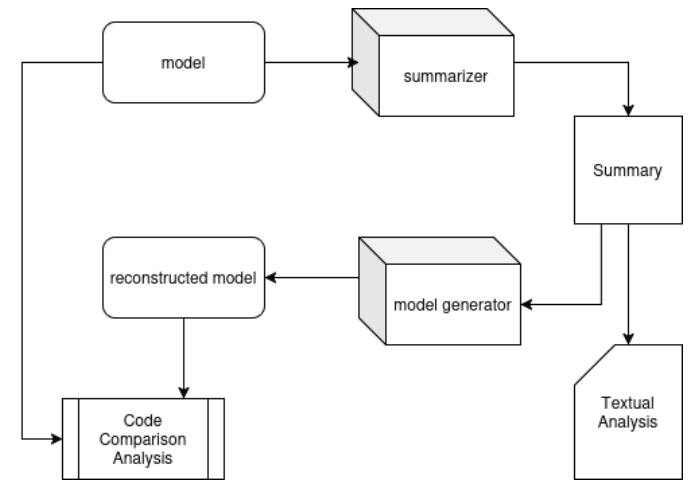 model
summarizer
Summary
reconstructed model
model generator
Code
Comparison
Analysis
Textual
Analysis